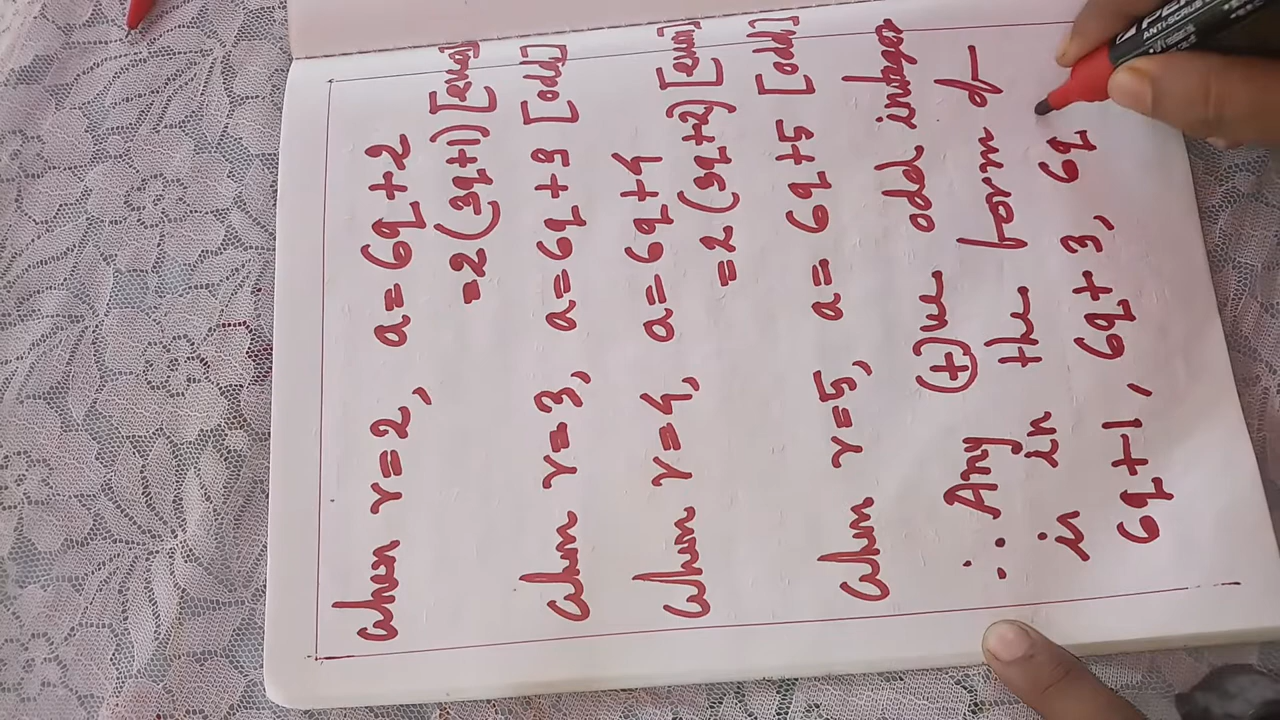 When r=2, a=6q+2
=2(3q+1)[even]
When r=3, a=6q+3 [odd]
When r=4, a=6q+4
=2(3q+2)[even]
When r=5, a=6q+5 [odd]
∴ Any (+)ve odd integer
is in the form of
6q+1, 6q+3, 6q
ANTI-SCRUB